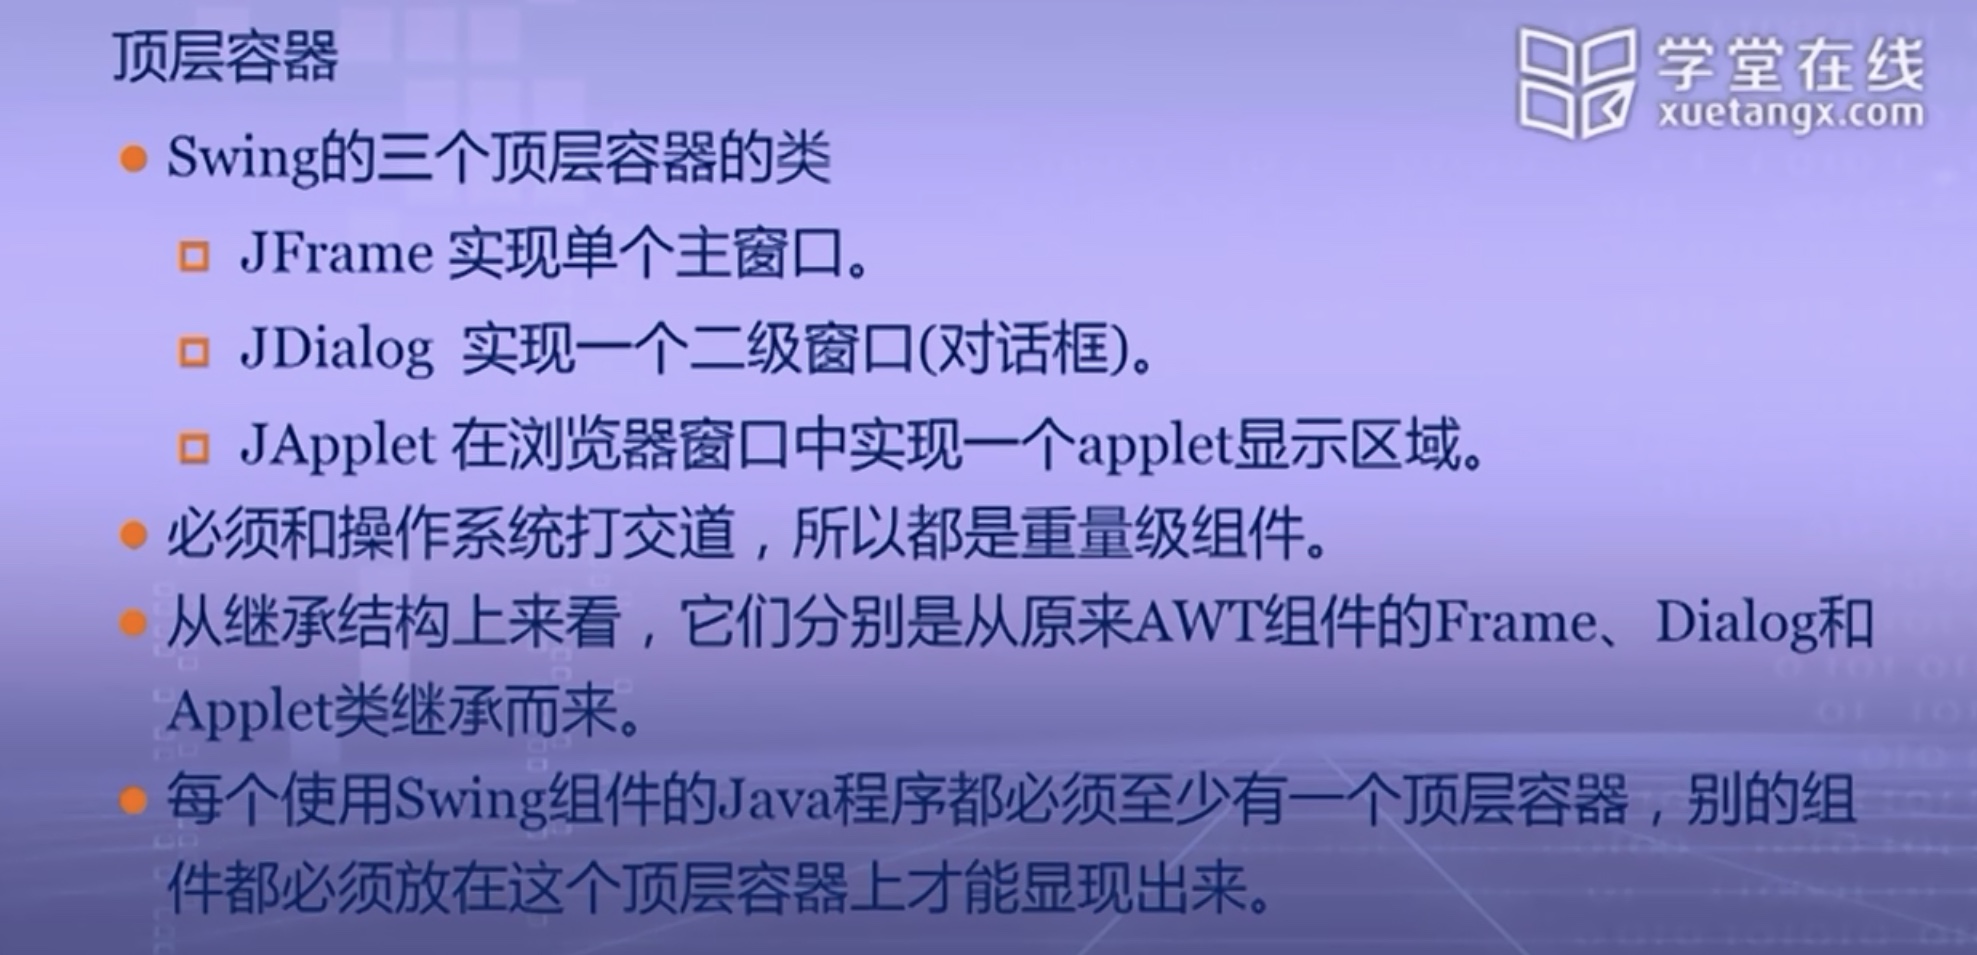 顶层容器
学堂在线
xuetangx.com
Swing的三个顶层容器的类
JFrame 实现单个主窗口。
JDialog 实现一个二级窗口(对话框)。
JApplet 在浏览器窗口中实现一个applet显示区域。
必须和操作系统打交道，所以都是重量级组件。
从继承结构上来看，它们分别是从原来AWT组件的Frame、Dialog和
Applet类继承而来。
每个使用Swing组件的Java程序都必须至少有一个顶层容器，别的组
件都必须放在这个顶层容器上才能显现出来。